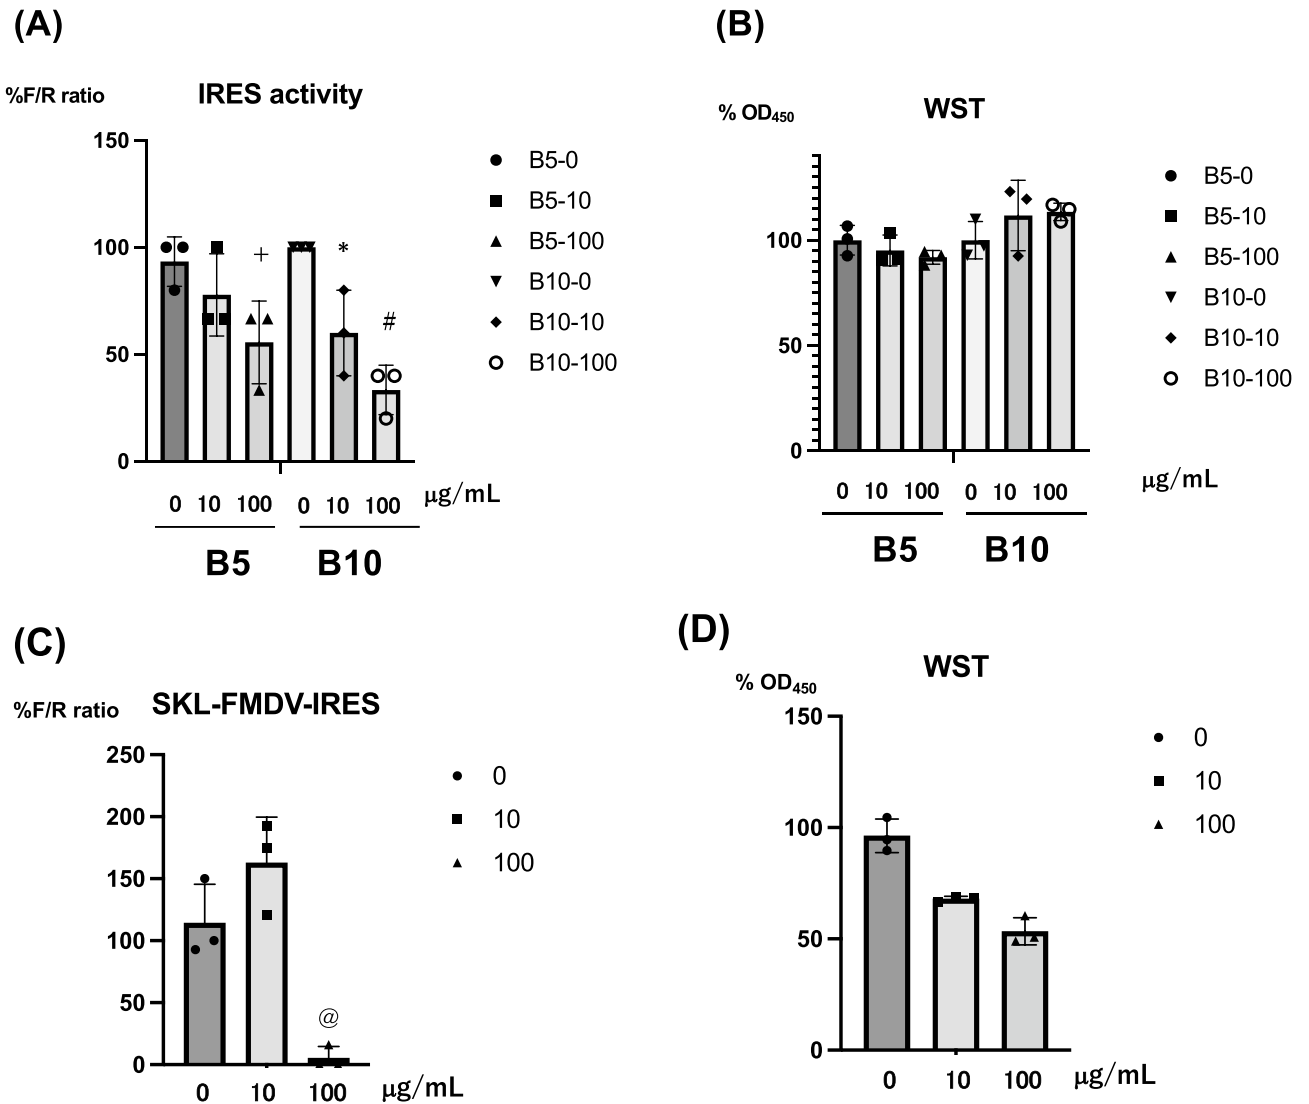 (A)
%F/R ratio
IRES activity
150
100
50
0
+
*
#
B5-0
B5-10
B5-100
B10-0
B10-10
B10-100
0 10 100 0 10 100 μg/mL
B5 B10
(B)
% OD450
WST
100
50
0
B5-0
B5-10
B5-100
B10-0
B10-10
B10-100
0 10 100 0 10 100 μg/mL
B5 B10
(C)
%F/R ratio
SKL-FMDV-IRES
250
200
150
100
50
0
@
0
10
100
0 10 100 μg/mL
(D)
% OD450
WST
150
100
50
0
0
10
100
0 10 100 μg/mL